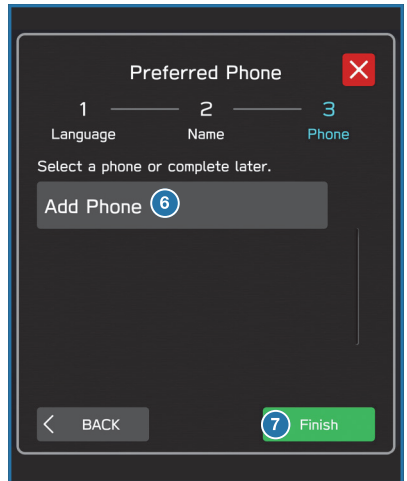 Preferred Phone
1 2 3
Language Name Phone
Select a phone or complete later.
Add Phone 6
BACK 7 Finish